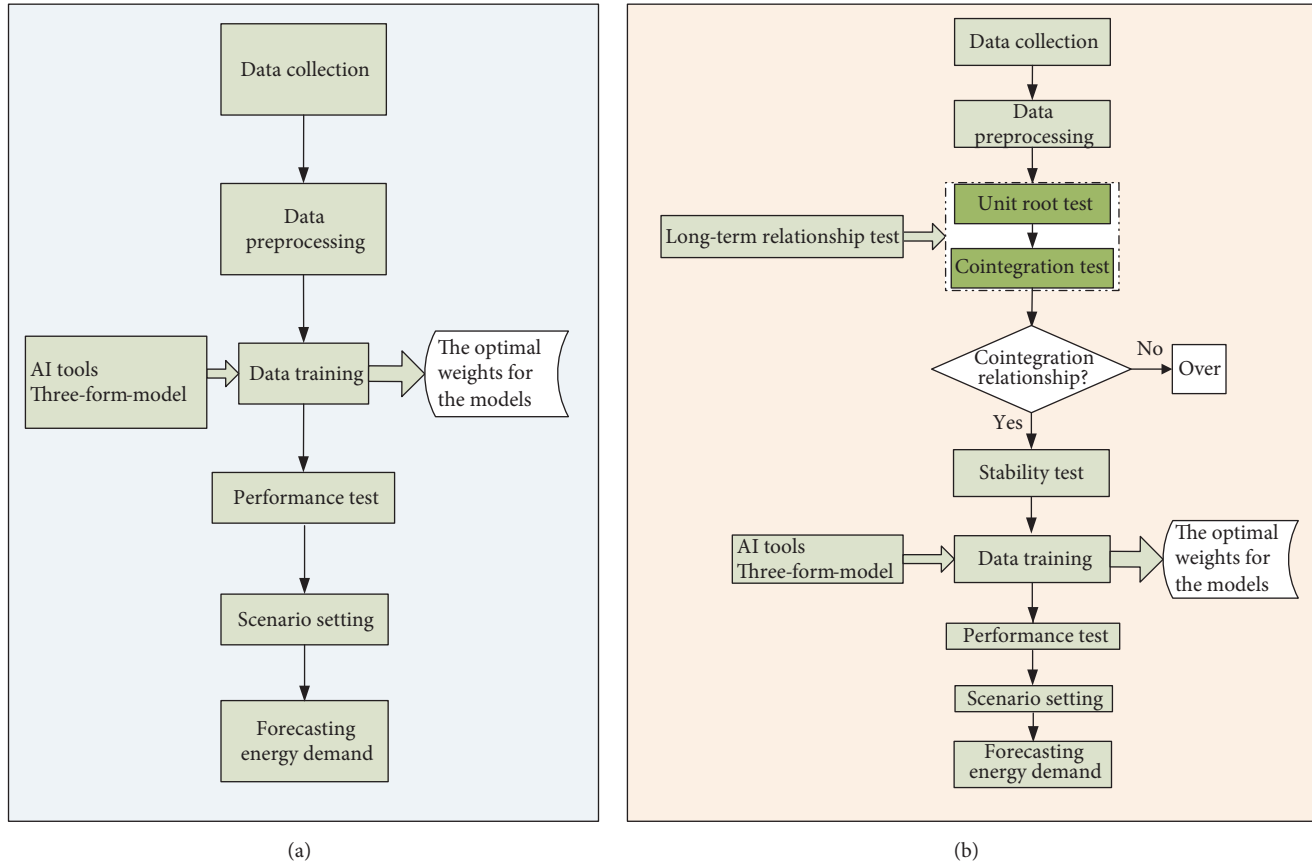 Data collection
Data
preprocessing
AI tools
Three-form-model
Data training
The optimal
weights for
the models
Performance test
Scenario setting
Forecasting
energy demand
(a)
Data collection
Data
preprocessing
Unit root test
Long-term relationship test
Cointegration test
Cointegration
relationship?
No
Over
Yes
Stability test
AI tools
Three-form-model
Data training
The optimal
weights for
the models
Performance test
Scenario setting
Forecasting
energy demand
(b)